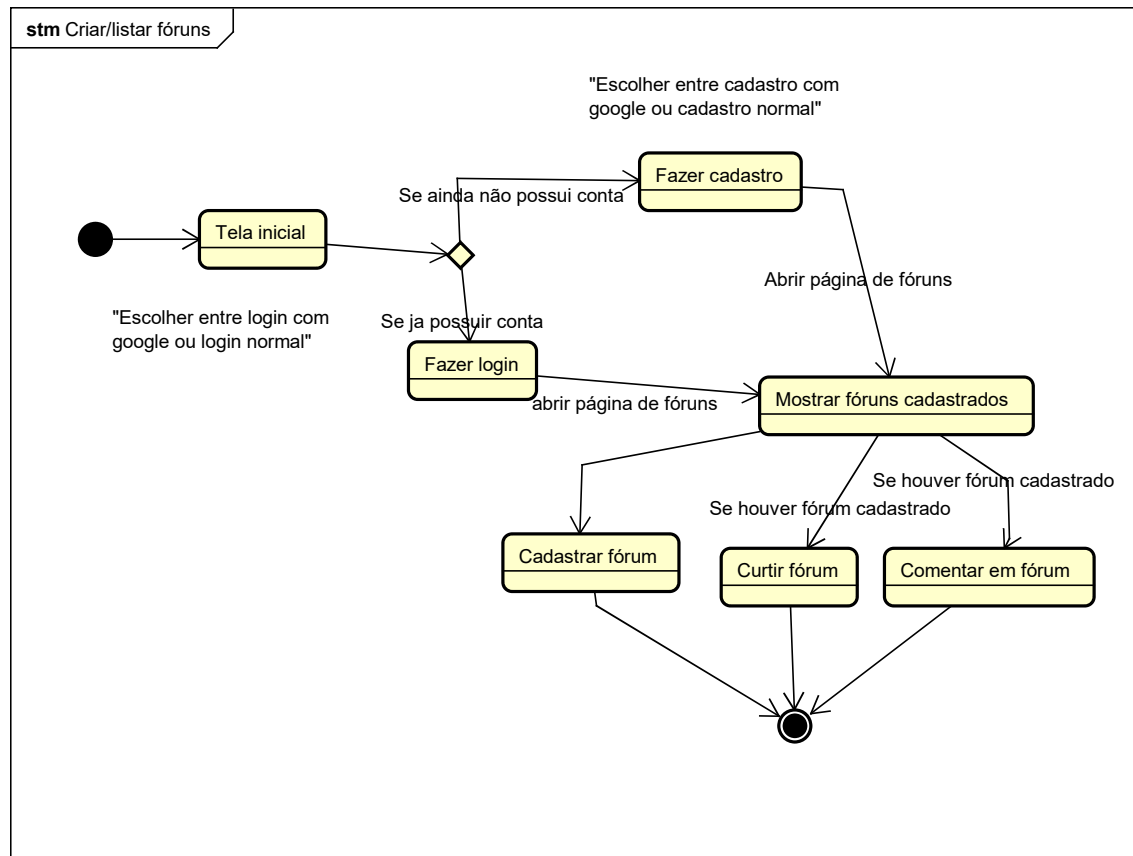 stm Criar/listar fóruns
"Escolher entre cadastro com
google ou cadastro normal"
Fazer cadastro
Se ainda não possui conta
Tela inicial
Abrir página de fóruns
"Escolher entre login com
google ou login normal"
Se ja possuir conta
Fazer login
abrir página de fóruns
Mostrar fóruns cadastrados
Se houver fórum cadastrado
Se houver fórum cadastrado
Cadastrar fórum
Curtir fórum
Comentar em fórum